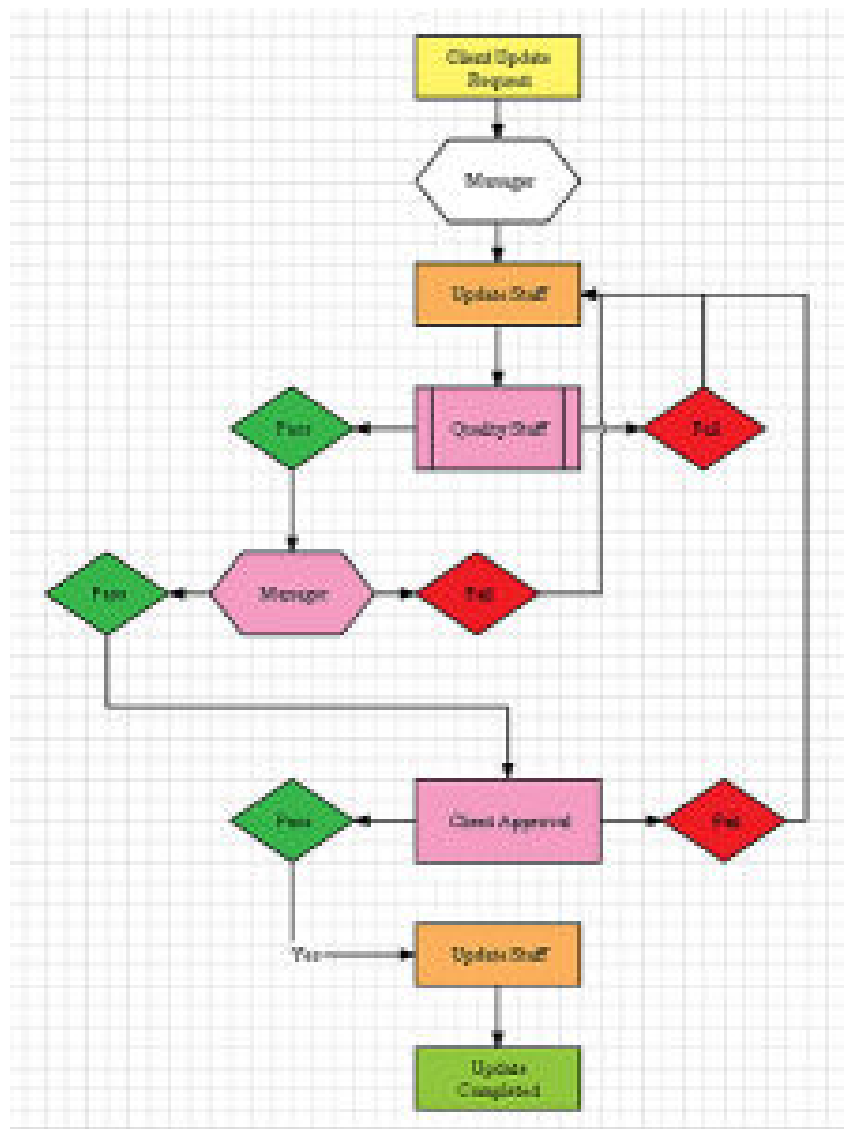 Client Update
Request
Manager
Update Staff
Pass
Quality Staff
Fail
Pass
Manager
Fail
Pass
Client Approval
Fail
Yes
Update Staff
Update
Completed